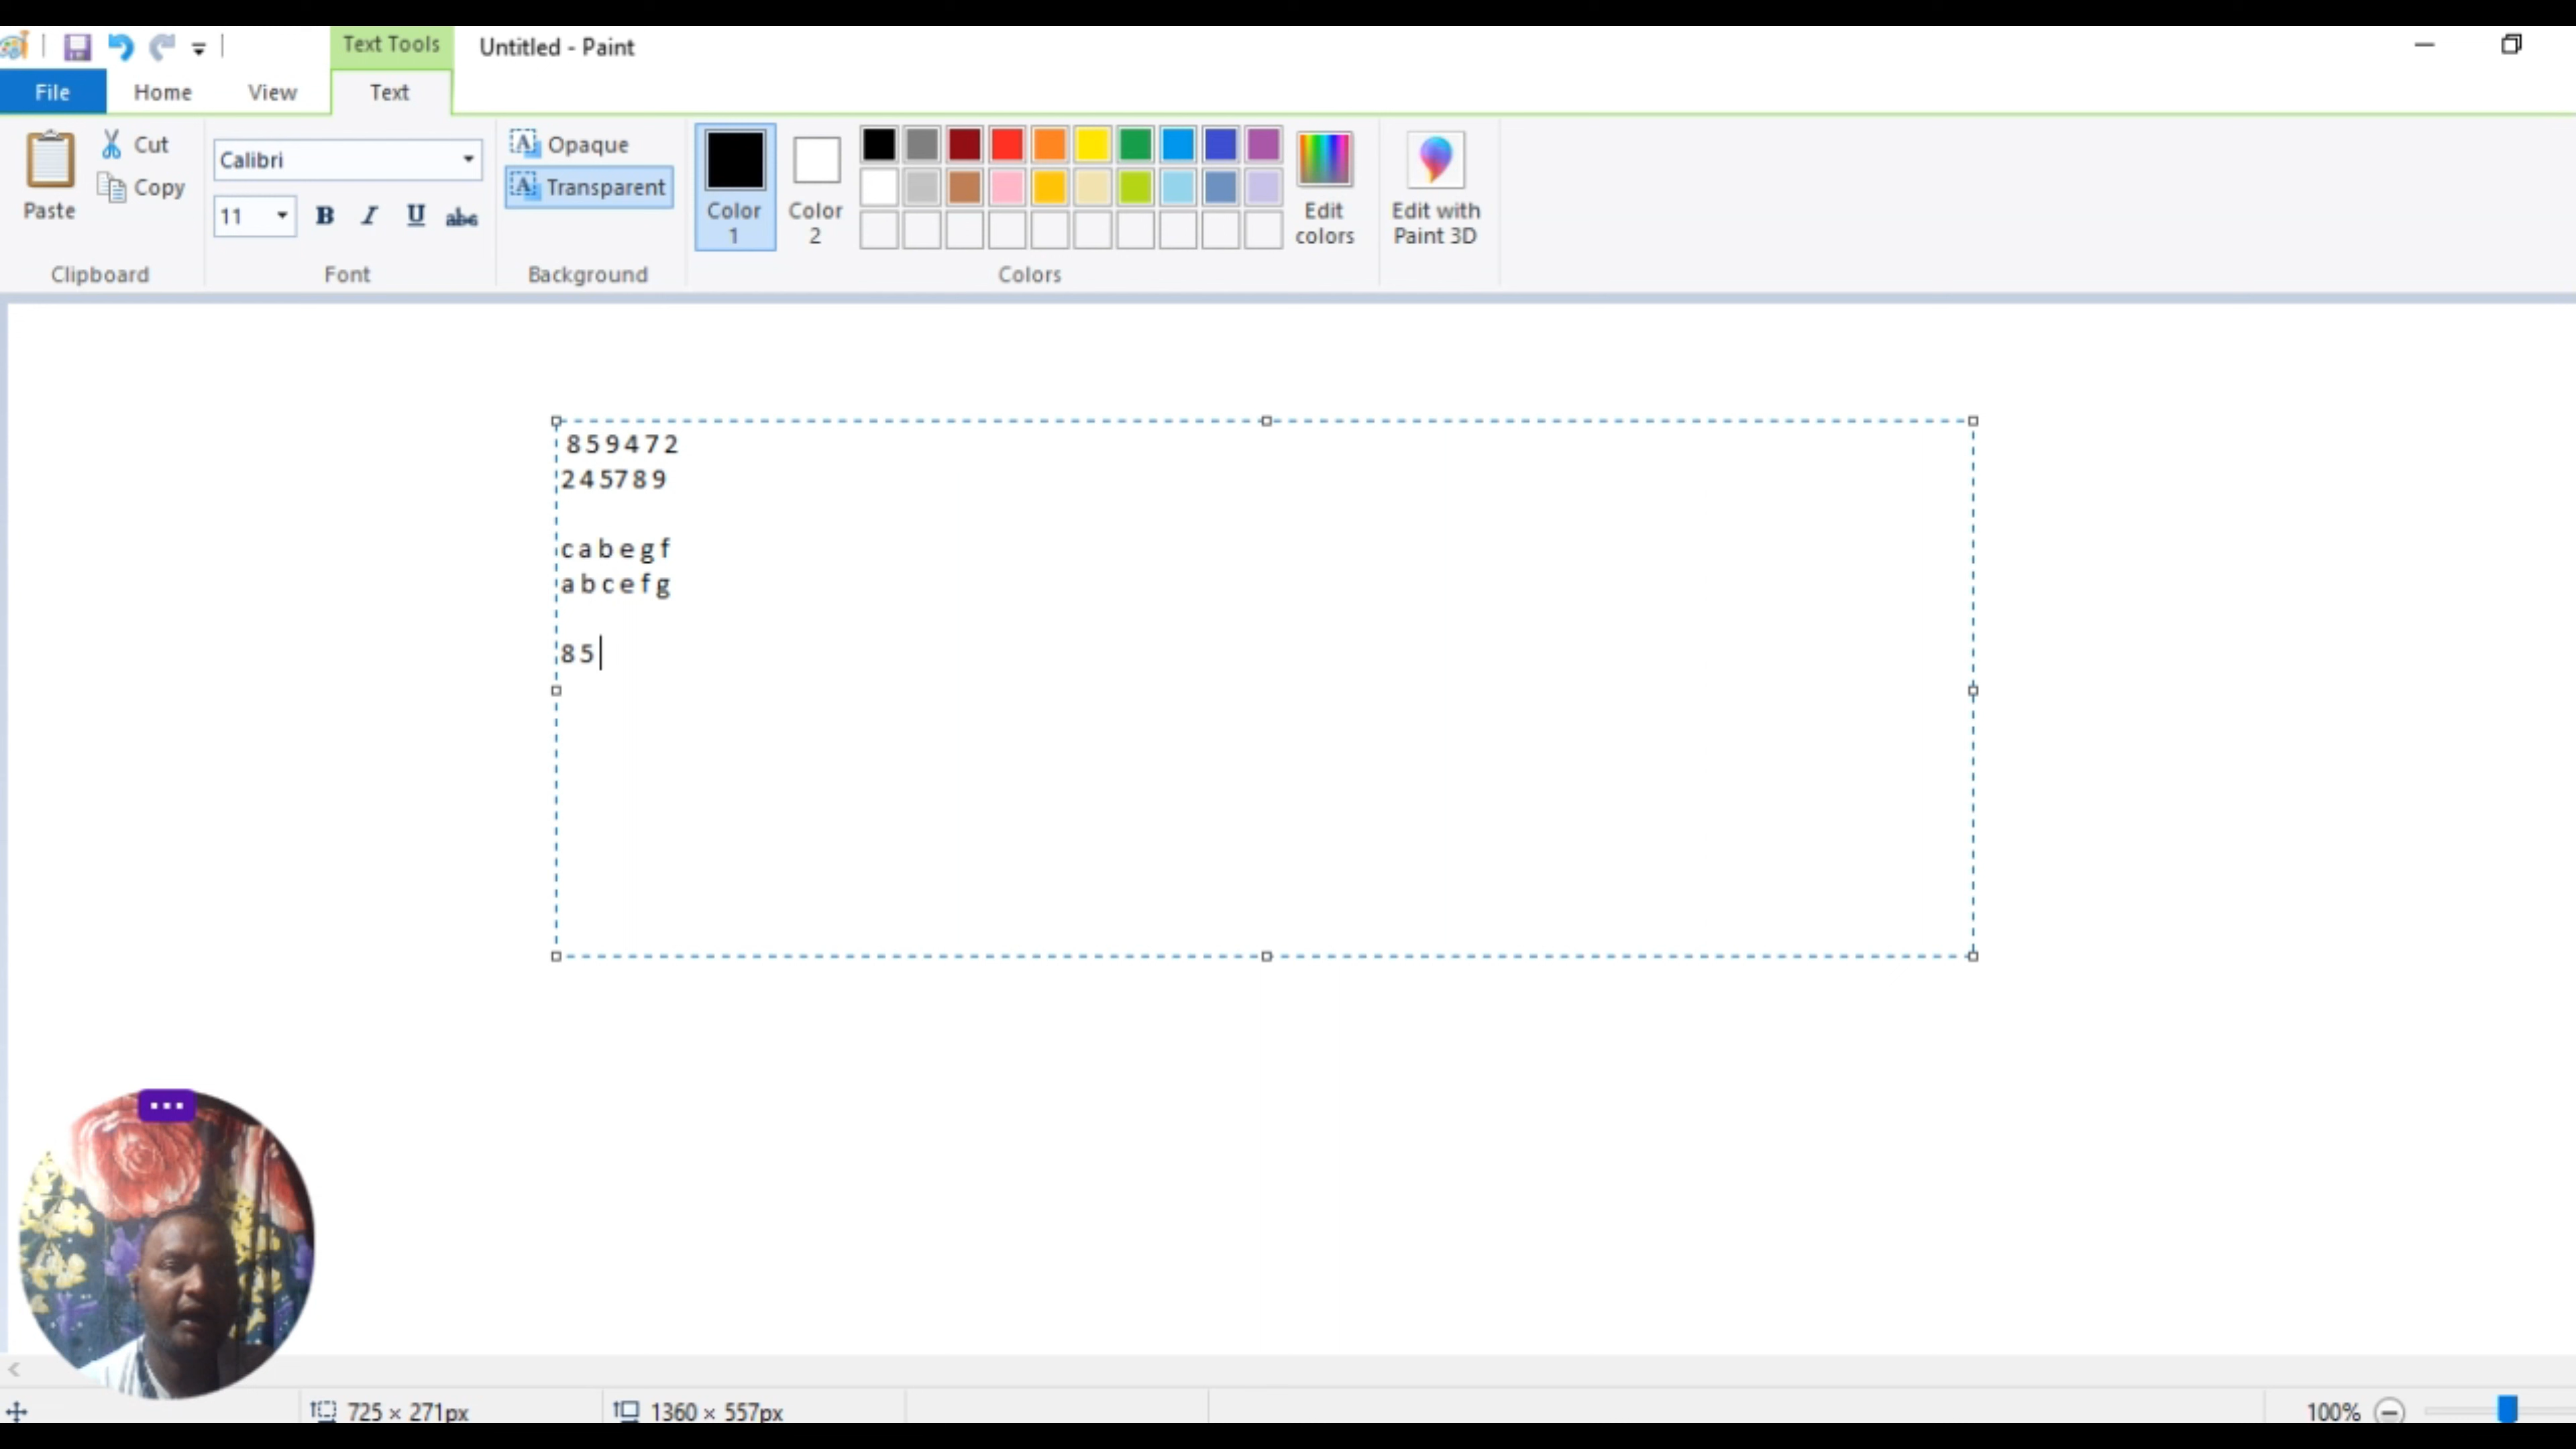 Text Tools
Untitled - Paint
File
Home
View
Text
Paste
Cut
Copy
Clipboard
Calibri
11
B I U abc
Font
Opaque
Transparent
Background
Color 1
Color 2
Colors
Edit colors
Edit with Paint 3D
8 5 9 4 7 2
2 4 5 7 8 9
c a b e g f
a b c e f g
8 5
725 × 271px
1360 × 557px
100%